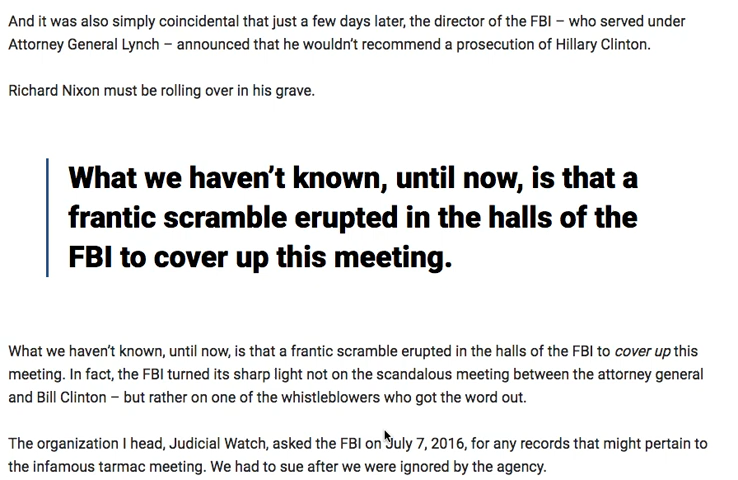 And it was also simply coincidental that just a few days later, the director of the FBI – who served under
Attorney General Lynch – announced that he wouldn't recommend a prosecution of Hillary Clinton.
Richard Nixon must be rolling over in his grave.
What we haven't known, until now, is that a
frantic scramble erupted in the halls of the
FBI to cover up this meeting.
What we haven't known, until now, is that a frantic scramble erupted in the halls of the FBI to cover up this
meeting. In fact, the FBI turned its sharp light not on the scandalous meeting between the attorney general
and Bill Clinton – but rather on one of the whistleblowers who got the word out.
The organization I head, Judicial Watch, asked the FBI on July 7, 2016, for any records that might pertain to
the infamous tarmac meeting. We had to sue after we were ignored by the agency.